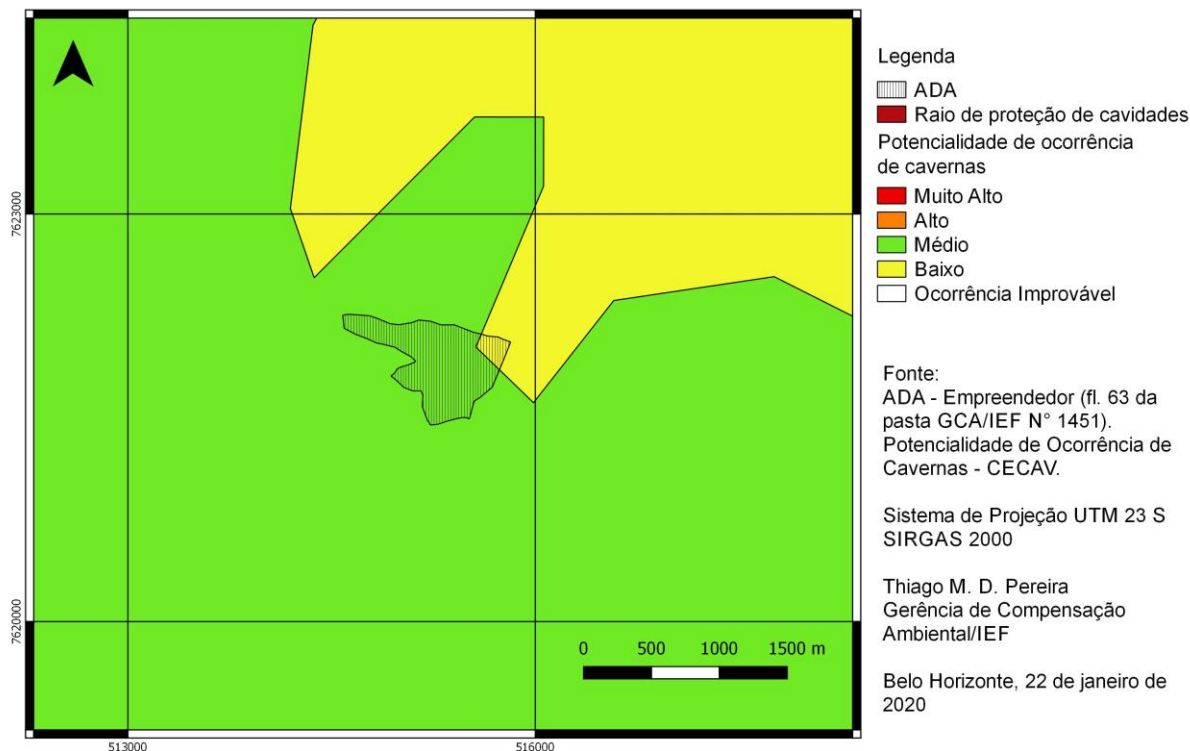 Legenda
ADA
Raio de proteção de cavidades
Potencialidade de ocorrência
de cavernas
Muito Alto
Alto
Médio
Baixo
Ocorrência Improvável
Fonte:
ADA - Empreendedor (fl. 63 da
pasta GCA/IEF N° 1451).
Potencialidade de Ocorrência de
Cavernas - CECAV.
Sistema de Projeção UTM 23 S
SIRGAS 2000
Thiago M. D. Pereira
Gerência de Compensação
Ambiental/IEF
Belo Horizonte, 22 de janeiro de
2020
7623000
7620000
0 500 1000 1500 m
513000 516000